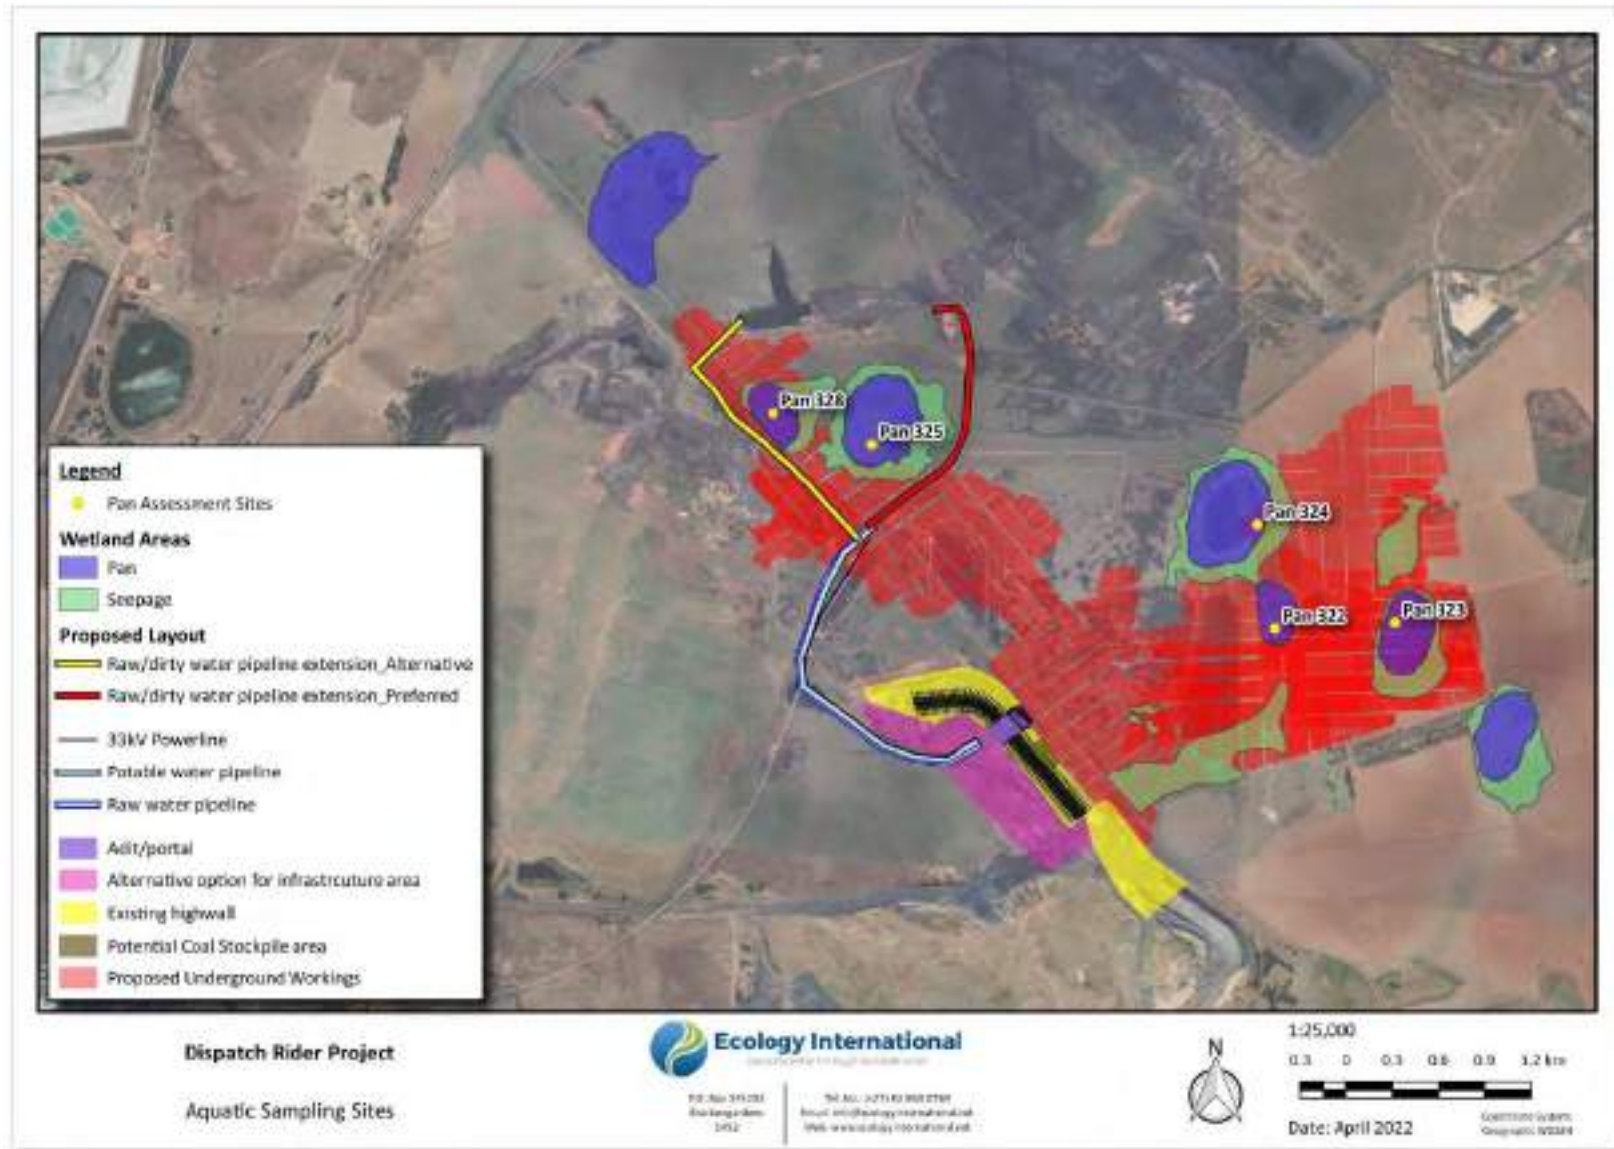 Pan 328
Pan 325
Pan 324
Pan 322
Pan 323
Legend
Pan Assessment Sites
Wetland Areas
Pan
Seepage
Proposed Layout
Raw/dirty water pipeline extension_Alternative
Raw/dirty water pipeline extension_Preferred
33kV Powerline
Potable water pipeline
Raw water pipeline
Adit/portal
Alternative option for infrastrcuture area
Existing highwall
Potential Coal Stockpile area
Proposed Underground Workings
Dispatch Rider Project
Aquatic Sampling Sites
Ecology International
N
1:25,000
0.3 0 0.3 0.6 0.9 1.2 km
Date: April 2022
Coordinate System:
Geographic WGS84